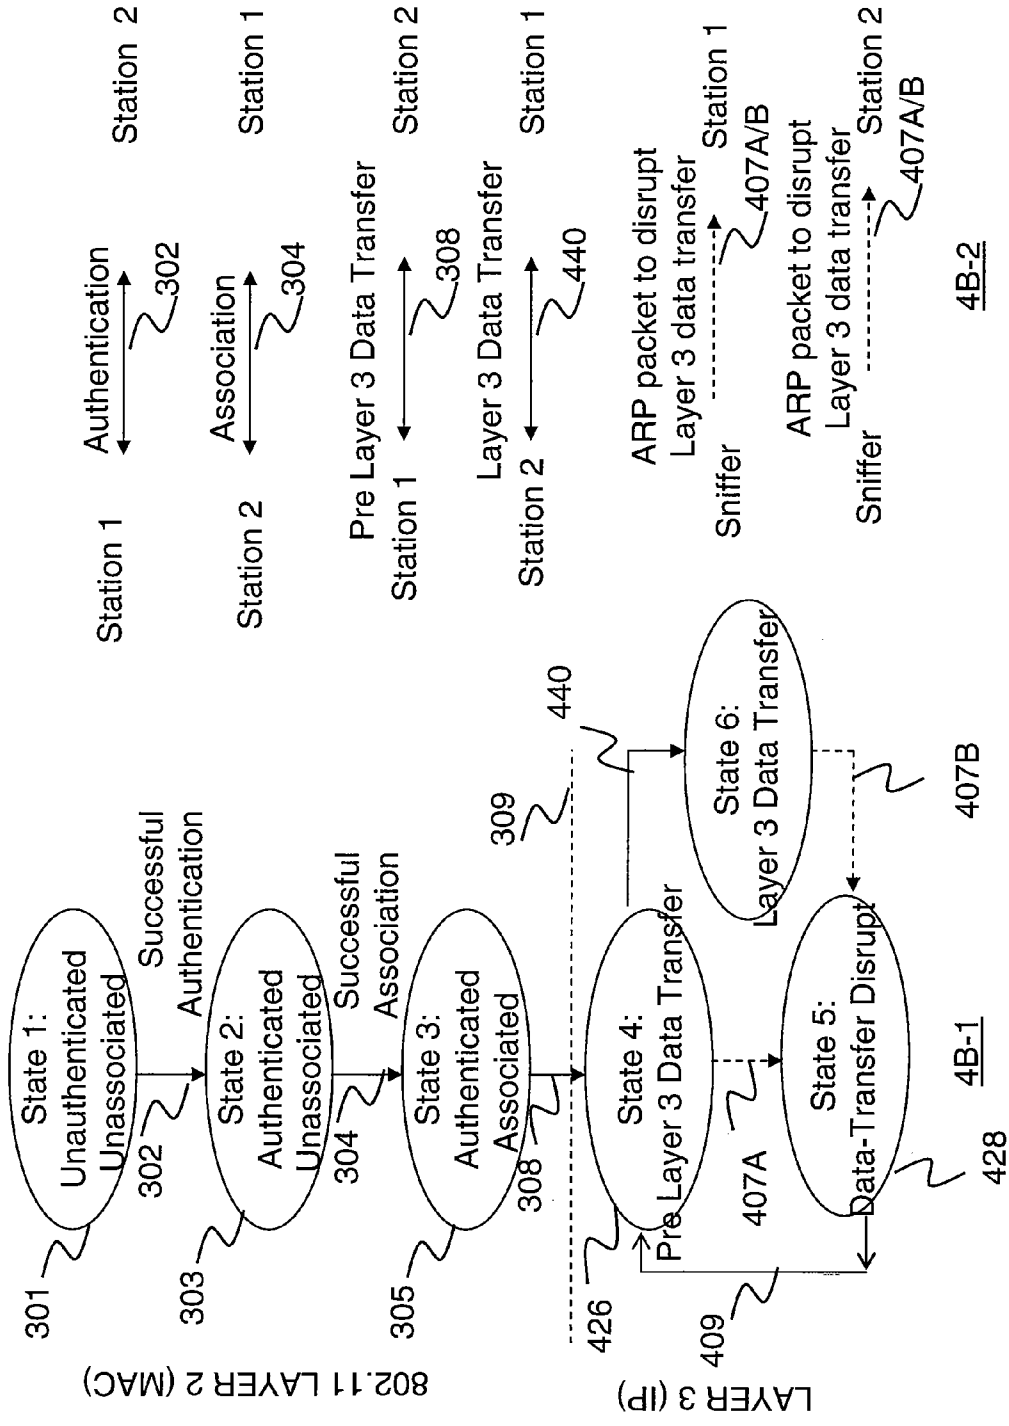 802.11 LAYER 2 (MAC)
LAYER 3 (IP)
301
State 1:
Unauthenticated
Unassociated
302
Successful
Authentication
303
State 2:
Authenticated
Unassociated
304
Successful
Association
305
State 3:
Authenticated
Associated
308
309
426
State 4:
Pre Layer 3 Data Transfer
440
State 6:
Layer 3 Data Transfer
407A
407B
409
State 5:
Data-Transfer Disrupt
428
4B-1
Station 1
Authentication
302
Station 2
Station 2
Association
304
Station 1
Pre Layer 3 Data Transfer
Station 1
308
Station 2
Layer 3 Data Transfer
Station 2
440
Station 1
ARP packet to disrupt
Layer 3 data transfer
Sniffer
Station 1
407A/B
ARP packet to disrupt
Layer 3 data transfer
Sniffer
Station 2
407A/B
4B-2